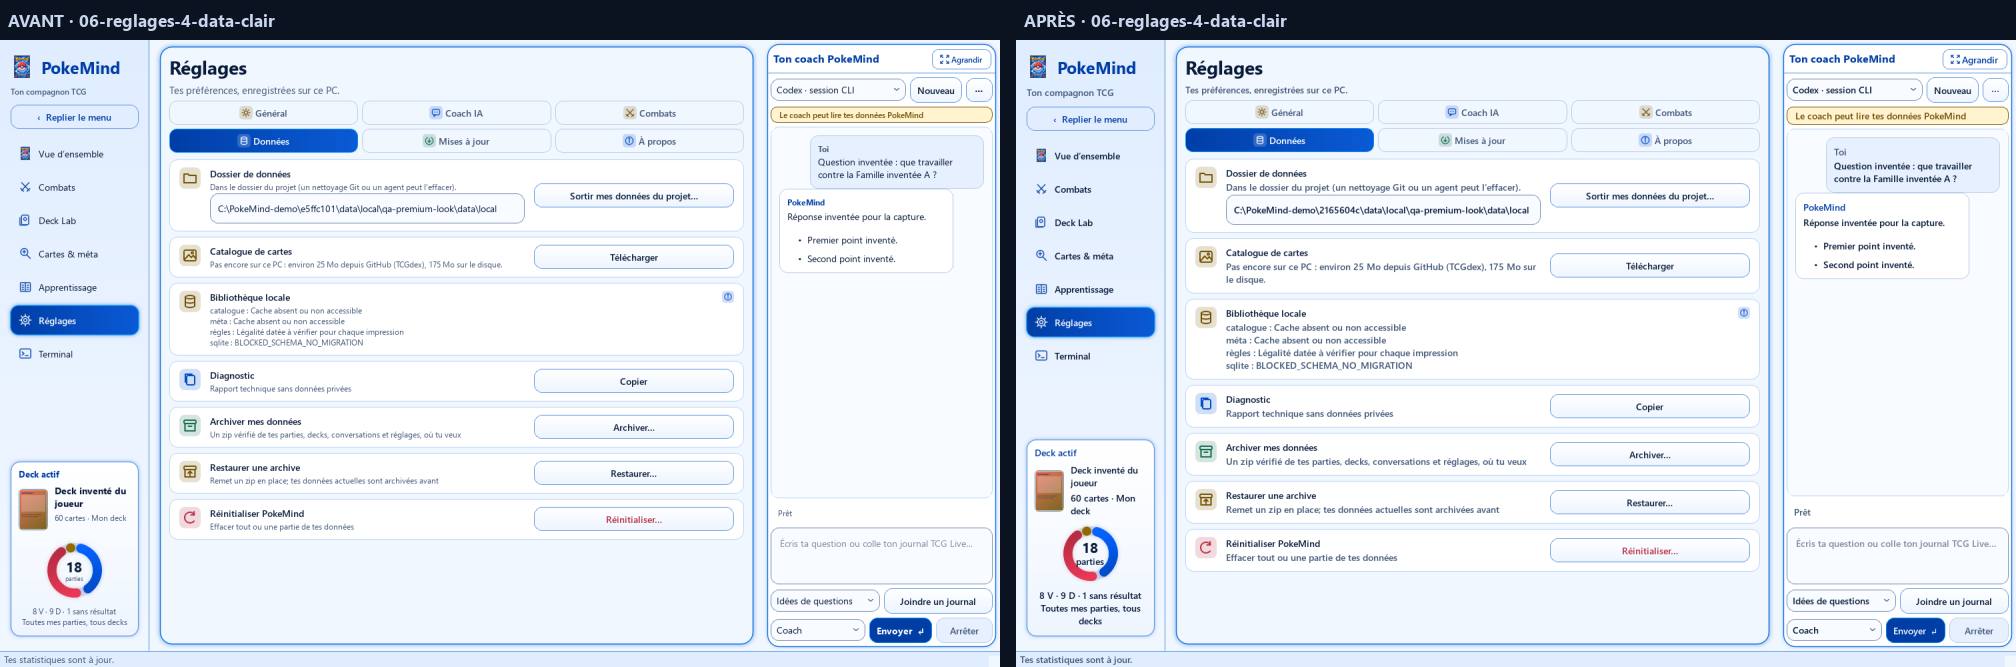 AVANT · 06-reglages-4-data-clair
PokeMind
Ton compagnon TCG
‹ Replier le menu
Vue d'ensemble
Combats
Deck Lab
Cartes & méta
Apprentissage
Réglages
Terminal
Deck actif
Deck inventé du
joueur
60 cartes · Mon deck
18
parties
8 V · 9 D · 1 sans résultat
Toutes mes parties, tous decks
Réglages
Tes préférences, enregistrées sur ce PC.
Général
Coach IA
Combats
Données
Mises à jour
À propos
Dossier de données
Dans le dossier du projet (un nettoyage Git ou un agent peut l'effacer).
C:\PokeMind-demo\e5ffc101\data\local\qa-premium-look\data\local
Sortir mes données du projet...
Catalogue de cartes
Pas encore sur ce PC : environ 25 Mo depuis GitHub (TCGdex), 175 Mo sur le disque.
Télécharger
Bibliothèque locale
catalogue : Cache absent ou non accessible
méta : Cache absent ou non accessible
règles : Légalité datée à vérifier pour chaque impression
sqlite : BLOCKED_SCHEMA_NO_MIGRATION
Diagnostic
Rapport technique sans données privées
Copier
Archiver mes données
Un zip vérifié de tes parties, decks, conversations et réglages, où tu veux
Archiver...
Restaurer une archive
Remet un zip en place; tes données actuelles sont archivées avant
Restaurer...
Réinitialiser PokeMind
Effacer tout ou une partie de tes données
Réinitialiser...
Ton coach PokeMind
Agrandir
Codex · session CLI
Nouveau
...
Le coach peut lire tes données PokeMind
Toi
Question inventée : que travailler
contre la Famille inventée A ?
PokeMind
Réponse inventée pour la capture.
• Premier point inventé.
• Second point inventé.
Prêt
Écris ta question ou colle ton journal TCG Live...
Idées de questions
Joindre un journal
Coach
Envoyer ↲
Arrêter
Tes statistiques sont à jour.
APRÈS · 06-reglages-4-data-clair
PokeMind
Ton compagnon TCG
‹ Replier le menu
Vue d'ensemble
Combats
Deck Lab
Cartes & méta
Apprentissage
Réglages
Terminal
Deck actif
Deck inventé du
joueur
60 cartes · Mon
deck
18
parties
8 V · 9 D · 1 sans résultat
Toutes mes parties, tous
decks
Réglages
Tes préférences, enregistrées sur ce PC.
Général
Coach IA
Combats
Données
Mises à jour
À propos
Dossier de données
Dans le dossier du projet (un nettoyage Git ou un agent peut l'effacer).
C:\PokeMind-demo\2165604c\data\local\qa-premium-look\data\local
Sortir mes données du projet...
Catalogue de cartes
Pas encore sur ce PC : environ 25 Mo depuis GitHub (TCGdex), 175 Mo sur
le disque.
Télécharger
Bibliothèque locale
catalogue : Cache absent ou non accessible
méta : Cache absent ou non accessible
règles : Légalité datée à vérifier pour chaque impression
sqlite : BLOCKED_SCHEMA_NO_MIGRATION
Diagnostic
Rapport technique sans données privées
Copier
Archiver mes données
Un zip vérifié de tes parties, decks, conversations et réglages, où tu veux
Archiver...
Restaurer une archive
Remet un zip en place; tes données actuelles sont archivées avant
Restaurer...
Réinitialiser PokeMind
Effacer tout ou une partie de tes données
Réinitialiser...
Ton coach PokeMind
Agrandir
Codex · session CLI
Nouveau
...
Le coach peut lire tes données PokeMind
Toi
Question inventée : que travailler
contre la Famille inventée A ?
PokeMind
Réponse inventée pour la capture.
• Premier point inventé.
• Second point inventé.
Prêt
Écris ta question ou colle ton journal TCG Live...
Idées de questions
Joindre un journal
Coach
Envoyer ↲
Arrêter
Tes statistiques sont à jour.